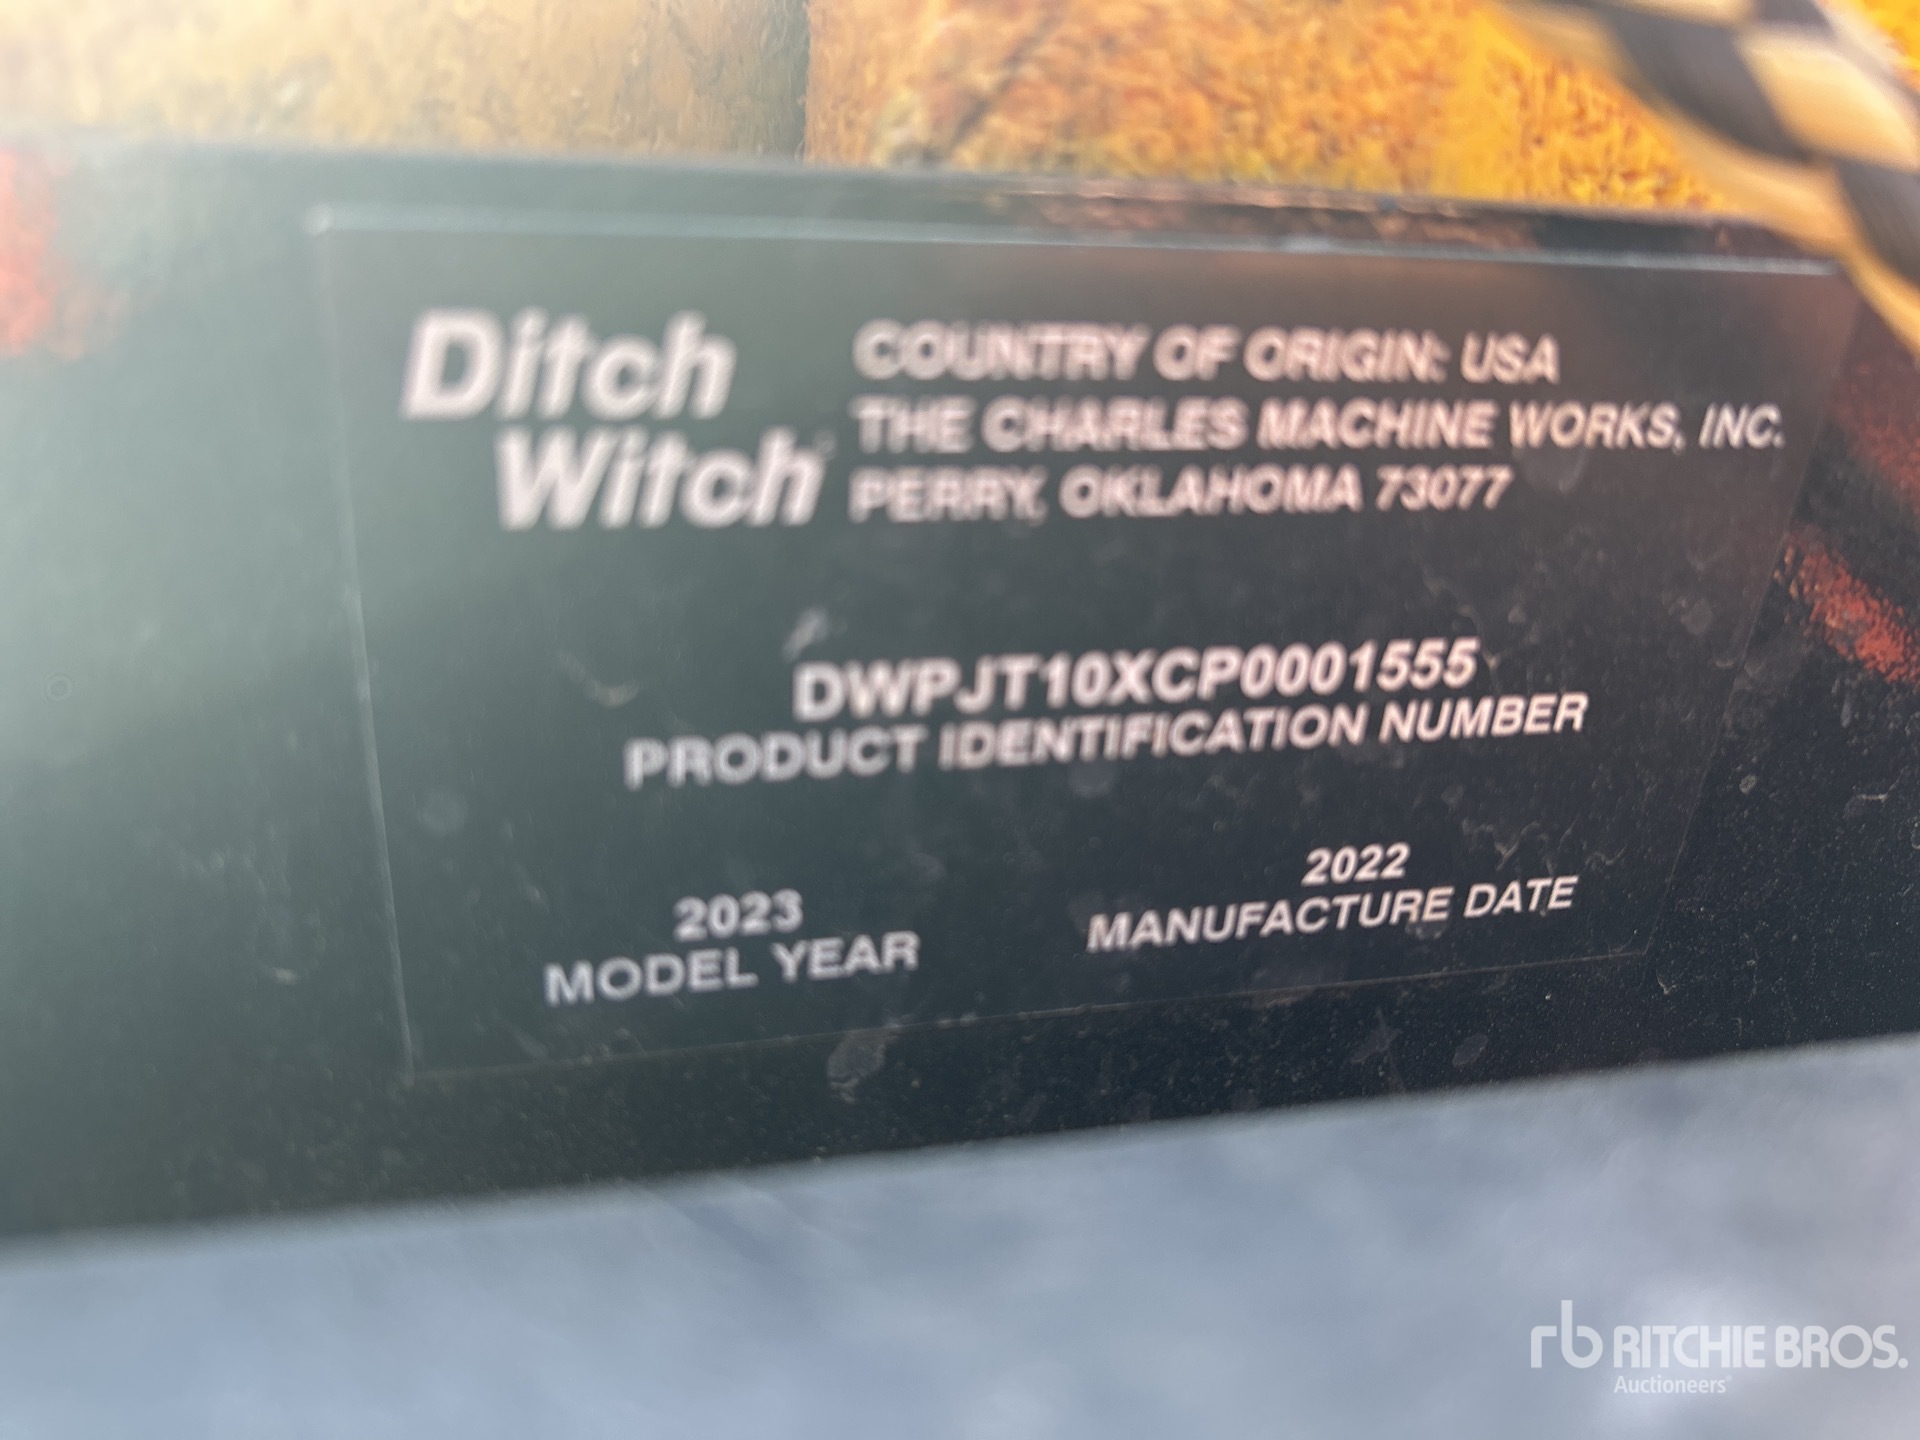 Ditch
Witch
COUNTRY OF ORIGIN: USA
THE CHARLES MACHINE WORKS, INC.
PERRY, OKLAHOMA 73077
DWPJT10XCP0001555
PRODUCT IDENTIFICATION NUMBER
2023
MODEL YEAR
2022
MANUFACTURE DATE
rb RITCHIE BROS.
Auctioneers